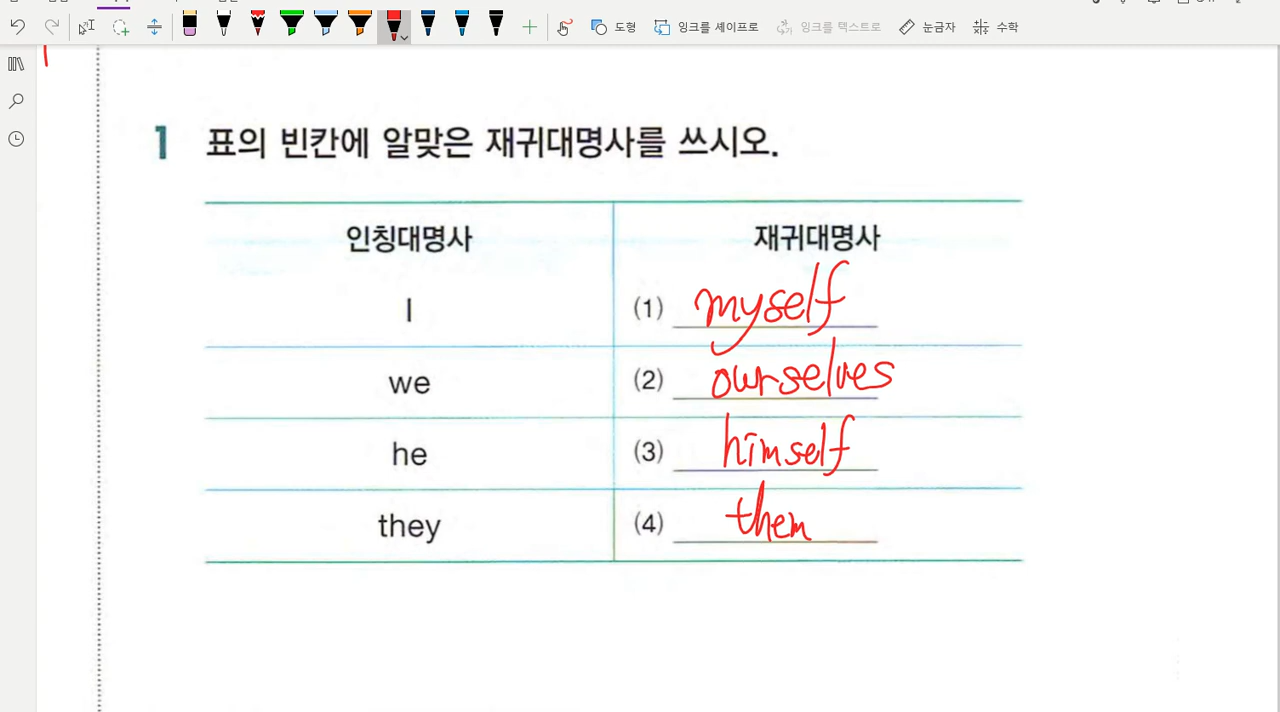 도형
잉크를 셰이프로
잉크를 텍스트로
눈금자
수학
1 표의 빈칸에 알맞은 재귀대명사를 쓰시오.
인칭대명사 재귀대명사
I (1) myself
we (2) ourselves
he (3) himself
they (4) them